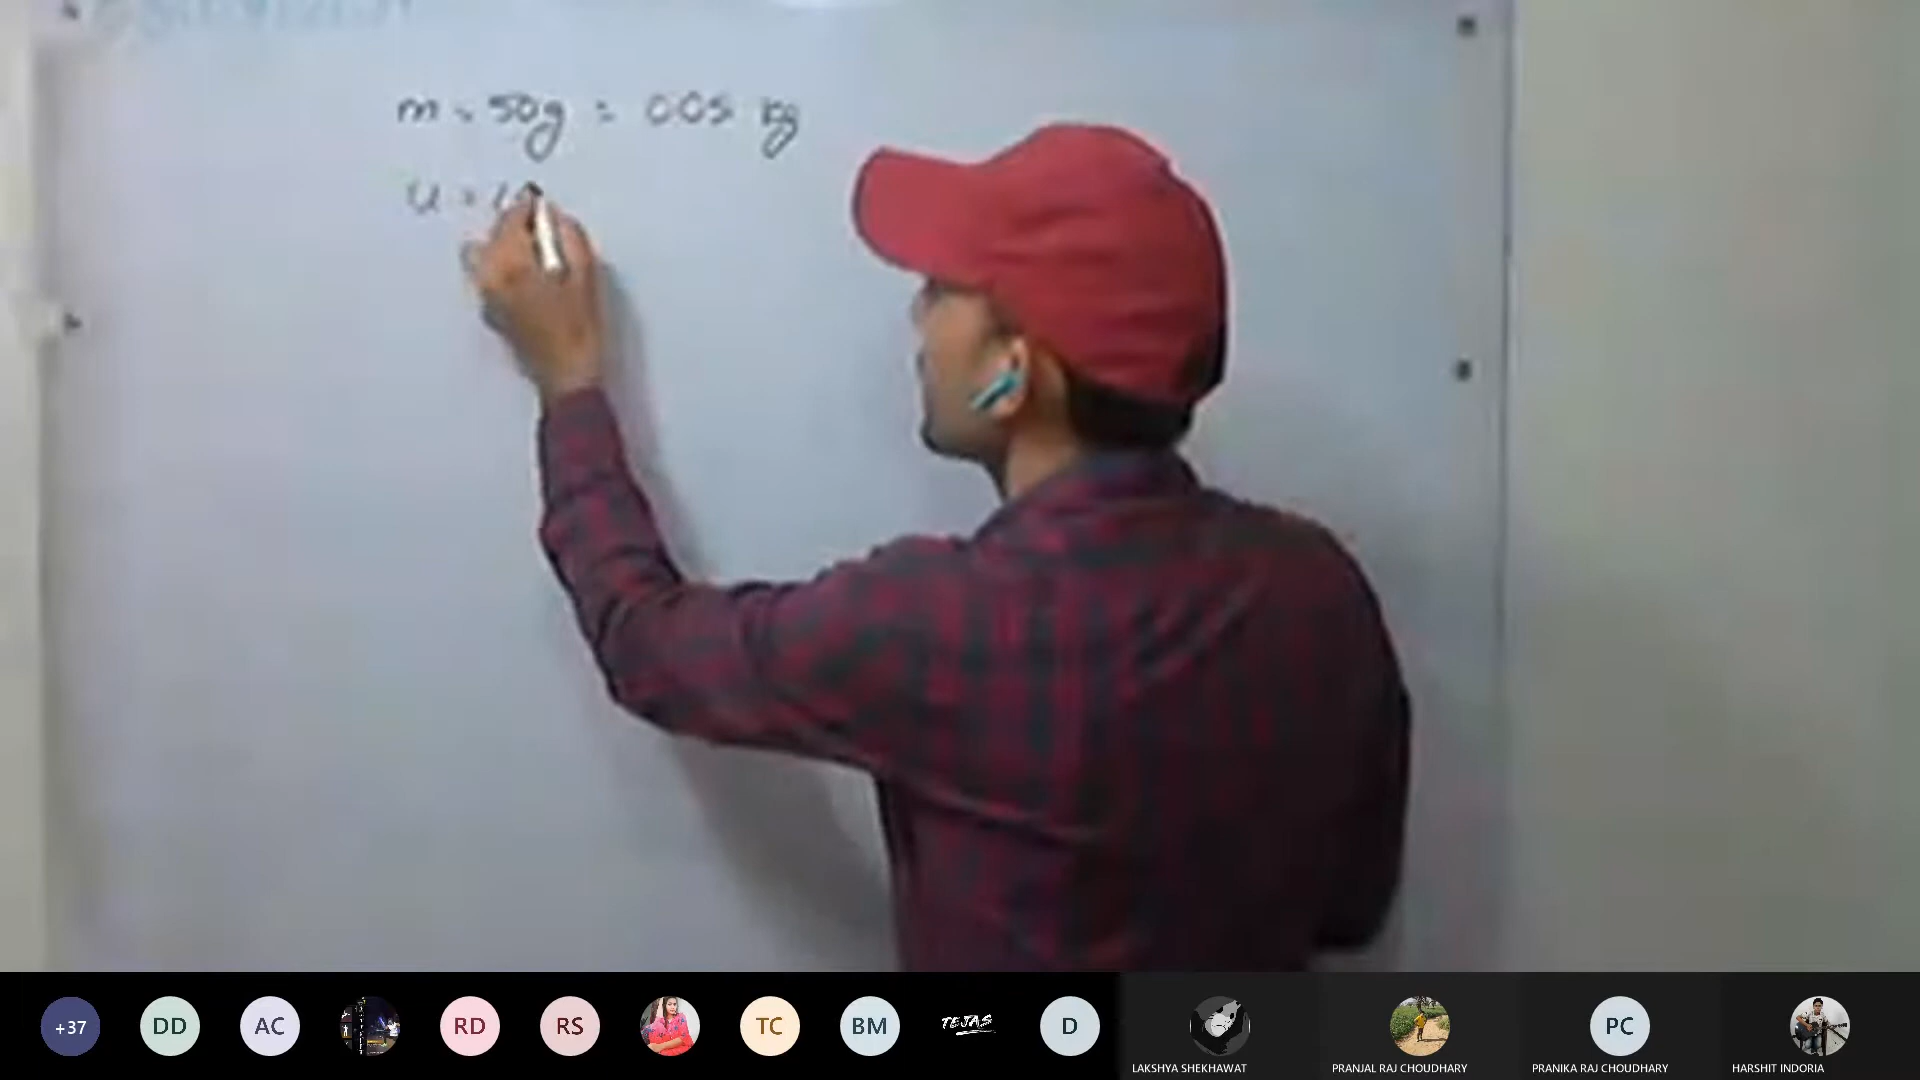 m = 50g = 0.05 kg
u =
+37
DD
AC
RD
RS
TC
BM
TEJAS
D
LAKSHYA SHEKHAWAT
PRANJAL RAJ CHOUDHARY
PC
PRANIKA RAJ CHOUDHARY
HARSHIT INDORIA